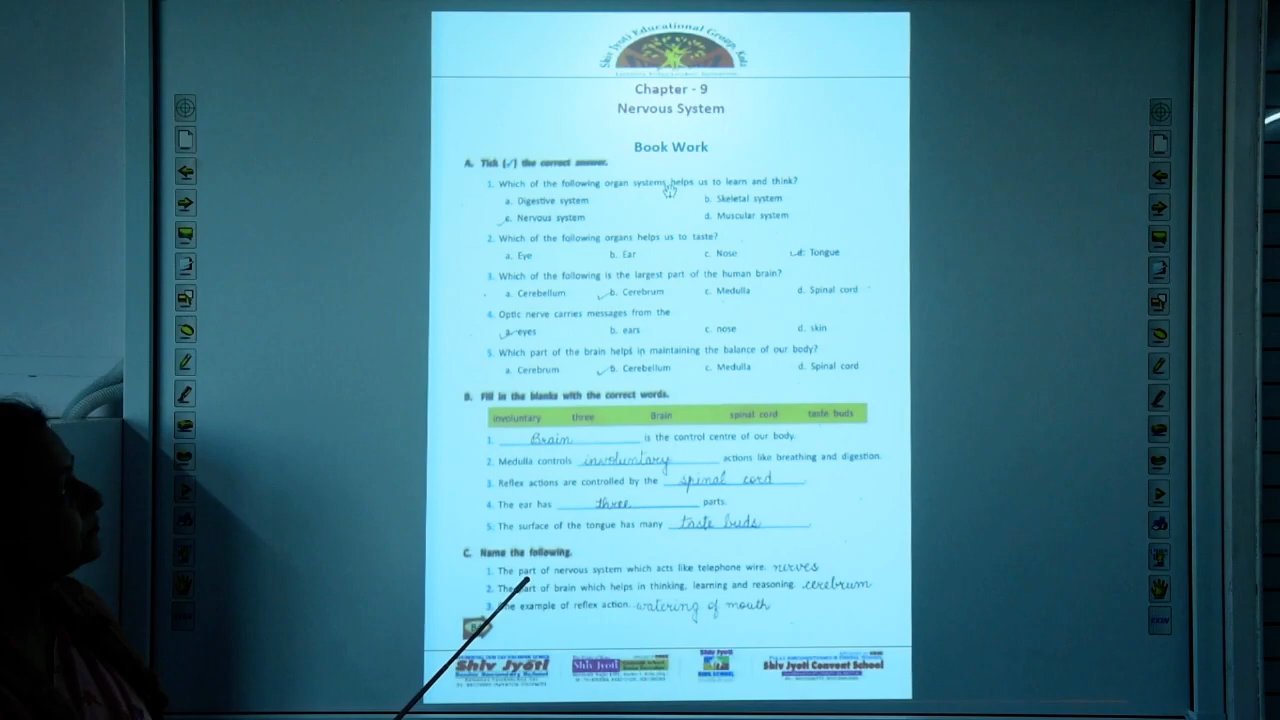 Shiv Jyoti Educational Group, Kota
Chapter - 9
Nervous System
Book Work
A. Tick (✓) the correct answer.
1. Which of the following organ systems helps us to learn and think?
a. Digestive system b. Skeletal system
c. Nervous system d. Muscular system
2. Which of the following organs helps us to taste?
a. Eye b. Ear c. Nose d. Tongue
3. Which of the following is the largest part of the human brain?
a. Cerebellum b. Cerebrum c. Medulla d. Spinal cord
4. Optic nerve carries messages from the
a. eyes b. ears c. nose d. skin
5. Which part of the brain helps in maintaining the balance of our body?
a. Cerebrum b. Cerebellum c. Medulla d. Spinal cord
B. Fill in the blanks with the correct words.
involuntary three Brain spinal cord taste buds
1. Brain is the control centre of our body.
2. Medulla controls involuntary actions like breathing and digestion.
3. Reflex actions are controlled by the spinal cord.
4. The ear has three parts.
5. The surface of the tongue has many taste buds.
C. Name the following.
1. The part of nervous system which acts like telephone wire. nerves
2. The part of brain which helps in thinking, learning and reasoning. cerebrum
3. One example of reflex action. watering of mouth
Shiv Jyoti
Shiv Jyoti
Shiv Jyoti
Shiv Jyoti Convent School